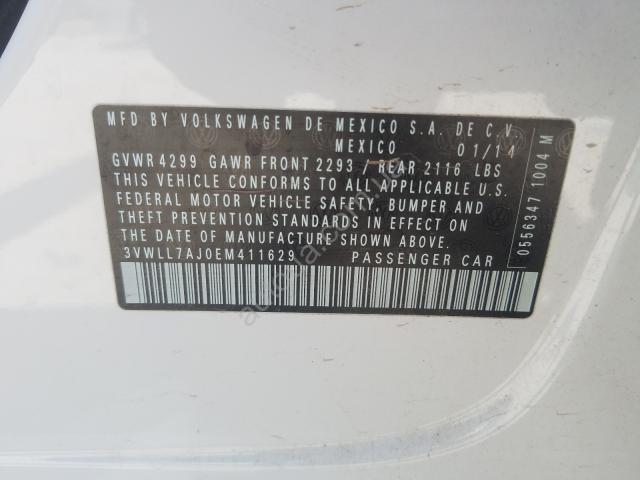 MFD BY VOLKSWAGEN DE MEXICO S.A. DE C.V.
MEXICO 01/14
GVWR 4299 GAWR FRONT 2293 / REAR 2116 LBS
THIS VEHICLE CONFORMS TO ALL APPLICABLE U.S.
FEDERAL MOTOR VEHICLE SAFETY, BUMPER AND
THEFT PREVENTION STANDARDS IN EFFECT ON
THE DATE OF MANUFACTURE SHOWN ABOVE
3VWLL7AJ0EM411629 PASSENGER CAR
0556347 1004 M